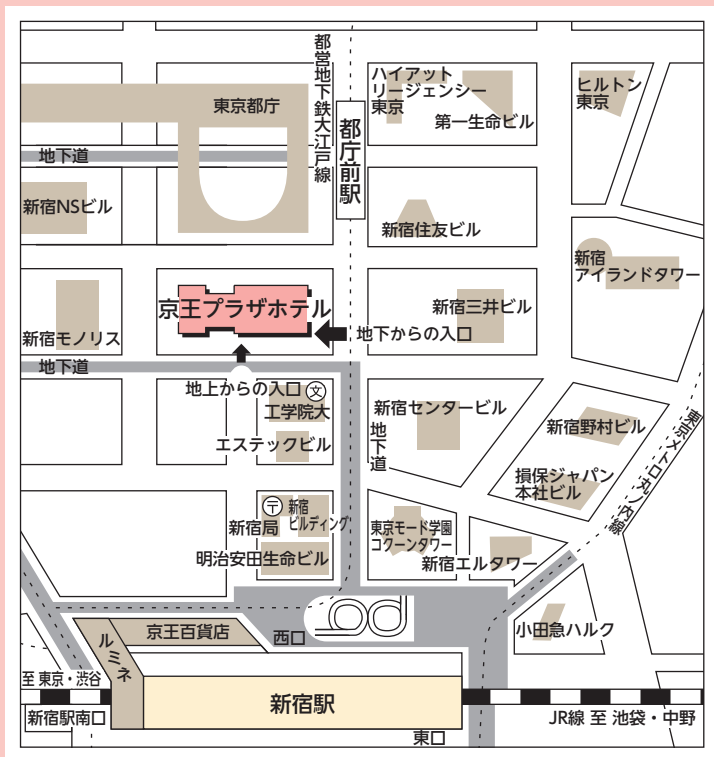 都営地下鉄大江戸線
都庁前駅
東京都庁
ハイアット
リージェンシー
東京
第一生命ビル
ヒルトン
東京
地下道
新宿NSビル
新宿住友ビル
新宿
アイランドタワー
京王プラザホテル
新宿三井ビル
新宿モノリス
地下からの入口
地下道
地上からの入口
文
工学院大
エステックビル
地下道
新宿センタービル
新宿野村ビル
東京メトロ丸ノ内線
損保ジャパン
本社ビル
〒
新宿局
新宿
ビルディング
明治安田生命ビル
東京モード学園
コクーンタワー
新宿エルタワー
小田急ハルク
京王百貨店
西口
ルミネ
至 東京・渋谷
新宿駅南口
新宿駅
JR線 至 池袋・中野
東口